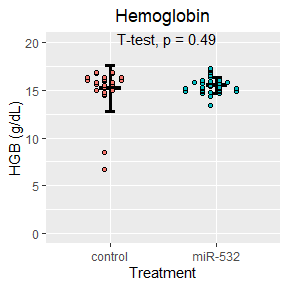 Hemoglobin
T-test, p = 0.49
HGB (g/dL)
20
15
10
5
0
control miR-532
Treatment